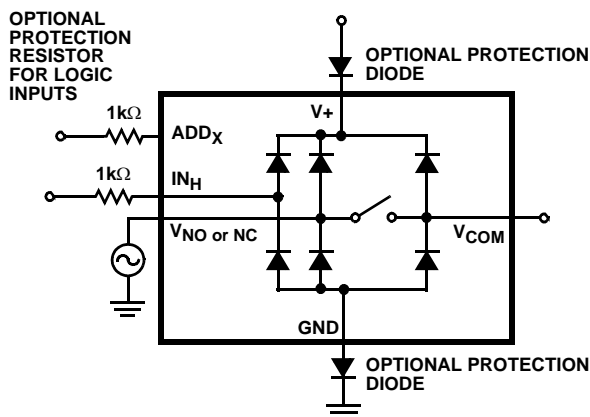 OPTIONAL
PROTECTION
RESISTOR
FOR LOGIC
INPUTS
OPTIONAL PROTECTION
DIODE
V+
1kΩ
ADDX
1kΩ
INH
VNO or NC
VCOM
GND
OPTIONAL PROTECTION
DIODE